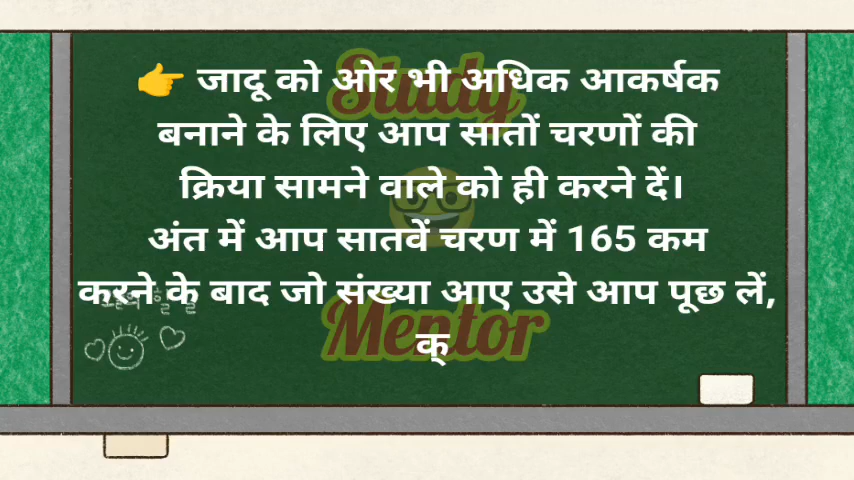 👉 जादू को ओर भी अधिक आकर्षक
बनाने के लिए आप सातों चरणों की
क्रिया सामने वाले को ही करने दें।
अंत में आप सातवें चरण में 165 कम
करने के बाद जो संख्या आए उसे आप पूछ लें,
क्
Study
Mentor